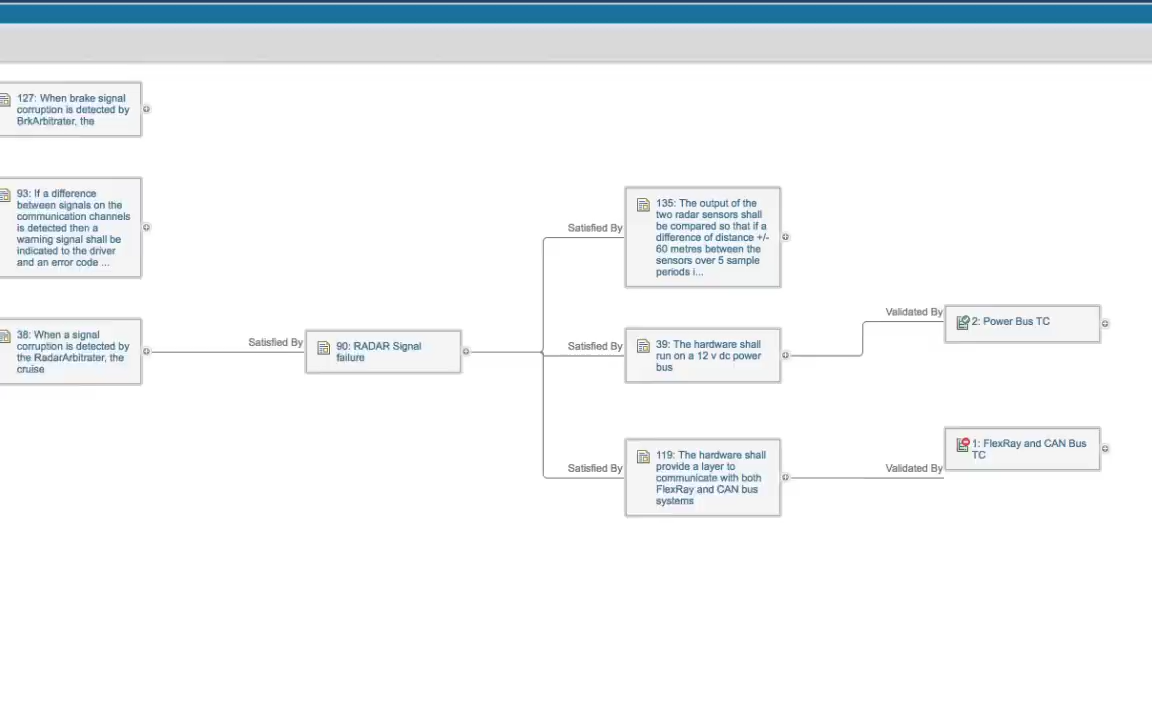 127: When brake signal
corruption is detected by
BrkArbitrater, the
93: If a difference
between signals on the
communication channels
is detected then a
warning signal shall be
indicated to the driver
and an error code ...
38: When a signal
corruption is detected by
the RadarArbitrater, the
cruise
Satisfied By
90: RADAR Signal
failure
Satisfied By
135: The output of the
two radar sensors shall
be compared so that if a
difference of distance +/-
60 metres between the
sensors over 5 sample
periods i...
Satisfied By
39: The hardware shall
run on a 12 v dc power
bus
Validated By
2: Power Bus TC
Satisfied By
119: The hardware shall
provide a layer to
communicate with both
FlexRay and CAN bus
systems
Validated By
1: FlexRay and CAN Bus
TC